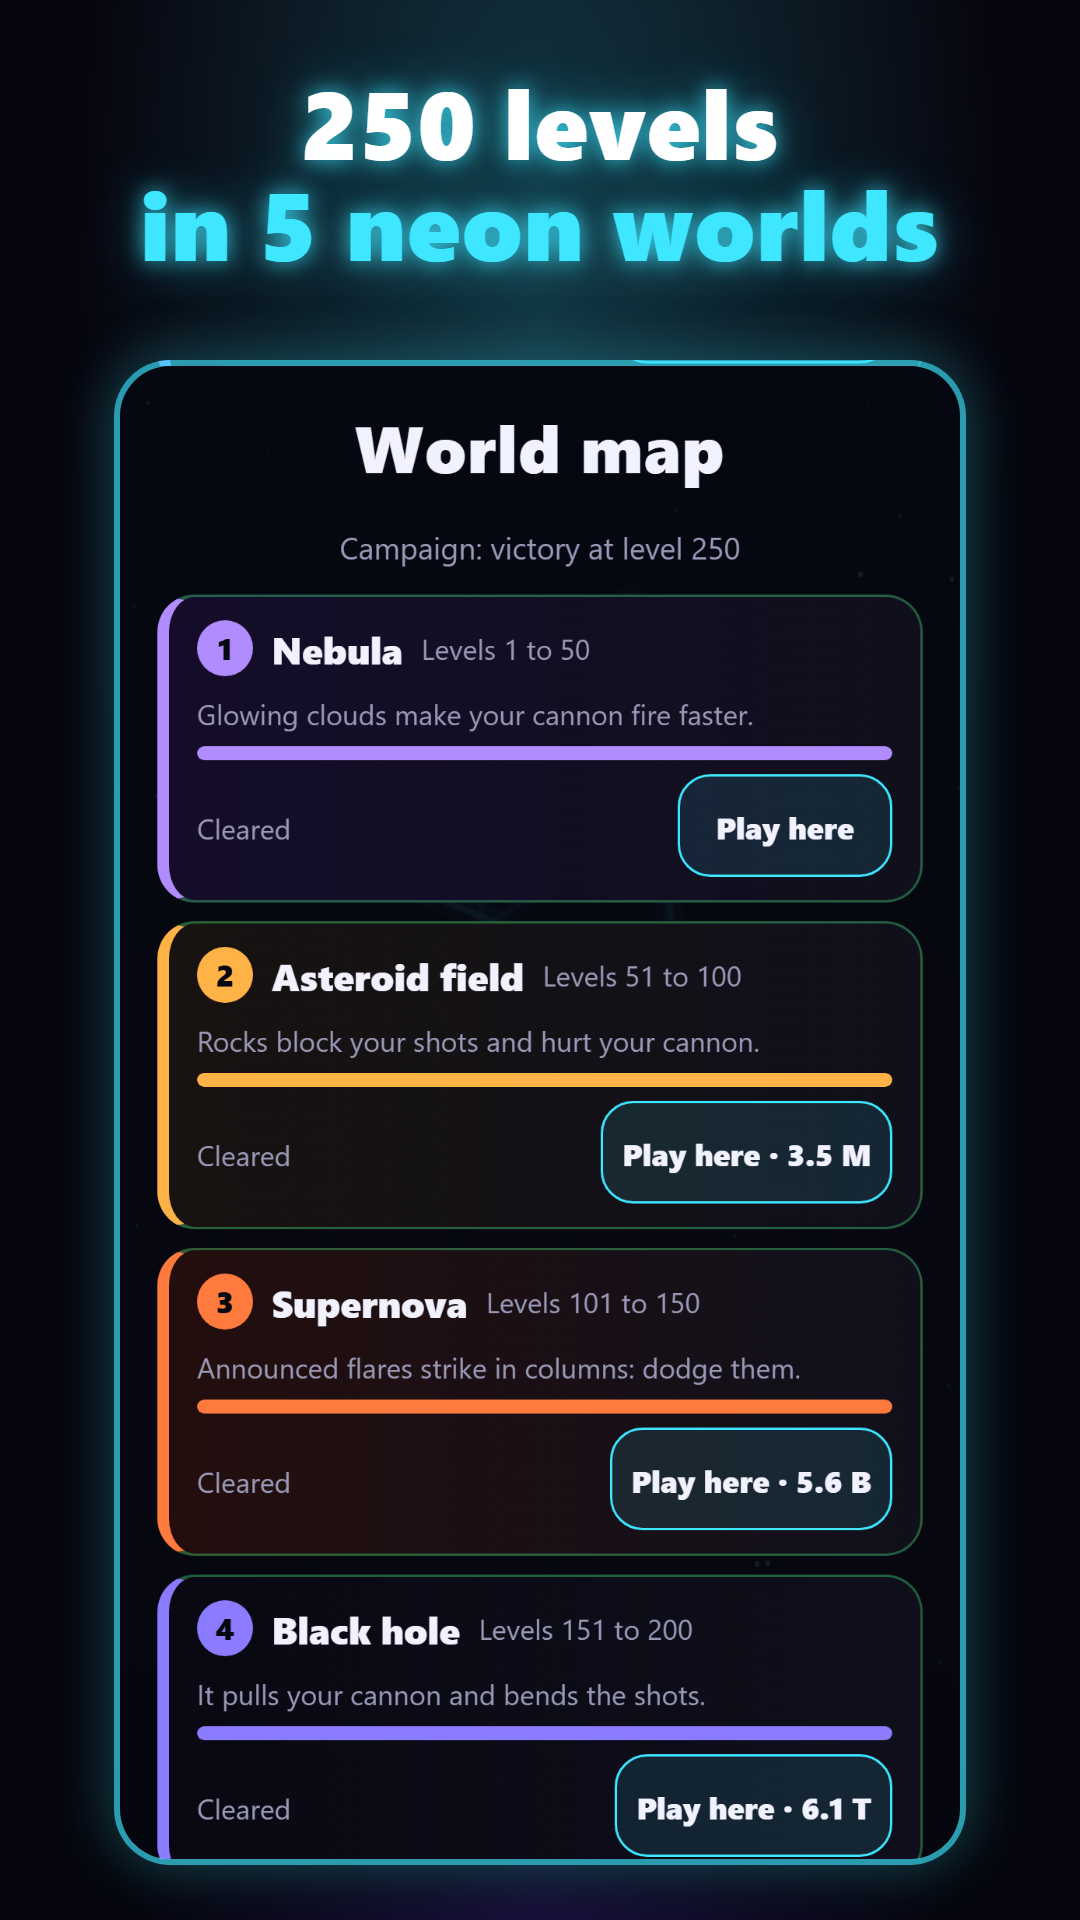 250 levels
in 5 neon worlds
World map
Campaign: victory at level 250
1 Nebula Levels 1 to 50
Glowing clouds make your cannon fire faster.
Cleared Play here
2 Asteroid field Levels 51 to 100
Rocks block your shots and hurt your cannon.
Cleared Play here · 3.5 M
3 Supernova Levels 101 to 150
Announced flares strike in columns: dodge them.
Cleared Play here · 5.6 B
4 Black hole Levels 151 to 200
It pulls your cannon and bends the shots.
Cleared Play here · 6.1 T